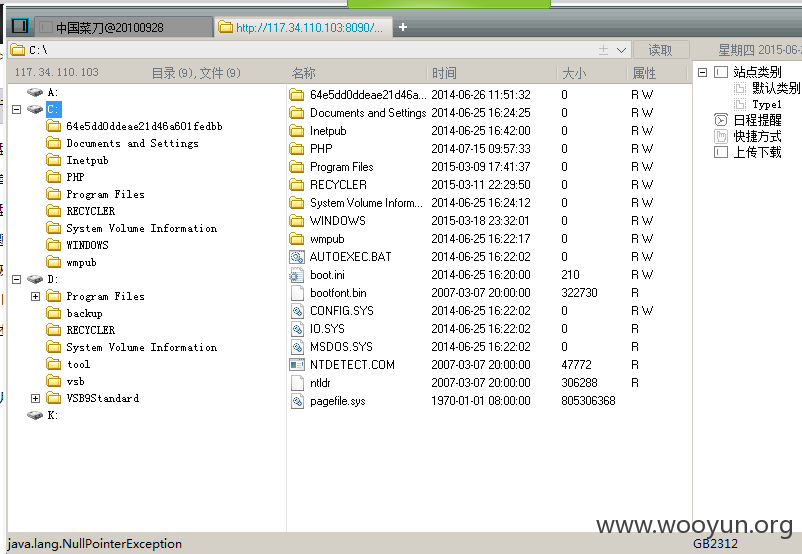 中国菜刀@20100928
http://117.34.110.103:8090/...
+
C:\
读取
星期四 2015-06-2
117.34.110.103 目录(9),文件(9)
名称 时间 大小 属性
A:
C:
64e5dd0ddeae21d46a601fedbb
Documents and Settings
Inetpub
PHP
Program Files
RECYCLER
System Volume Information
WINDOWS
wmpub
D:
Program Files
backup
RECYCLER
System Volume Information
tool
vsb
VSB9Standard
K:
64e5dd0ddeae21d46a... 2014-06-26 11:51:32 0 R W
Documents and Settings 2014-06-25 16:24:25 0 R W
Inetpub 2014-06-25 16:42:00 0 R W
PHP 2014-07-15 09:57:33 0 R W
Program Files 2015-03-09 17:41:37 0 R W
RECYCLER 2015-03-11 22:29:50 0 R W
System Volume Inform... 2014-06-25 16:24:12 0 R W
WINDOWS 2015-03-18 23:32:01 0 R W
wmpub 2014-06-25 16:22:17 0 R W
AUTOEXEC.BAT 2014-06-25 16:22:02 0 R W
boot.ini 2014-06-25 16:20:00 210 R W
bootfont.bin 2007-03-07 20:00:00 322730 R
CONFIG.SYS 2014-06-25 16:22:02 0 R W
IO.SYS 2014-06-25 16:22:02 0 R
MSDOS.SYS 2014-06-25 16:22:02 0 R
NTDETECT.COM 2007-03-07 20:00:00 47772 R
ntldr 2007-03-07 20:00:00 306288 R
pagefile.sys 1970-01-01 08:00:00 805306368
站点类别
默认类别
Type1
日程提醒
快捷方式
上传下载
www.wooyun.org
java.lang.NullPointerException
GB2312